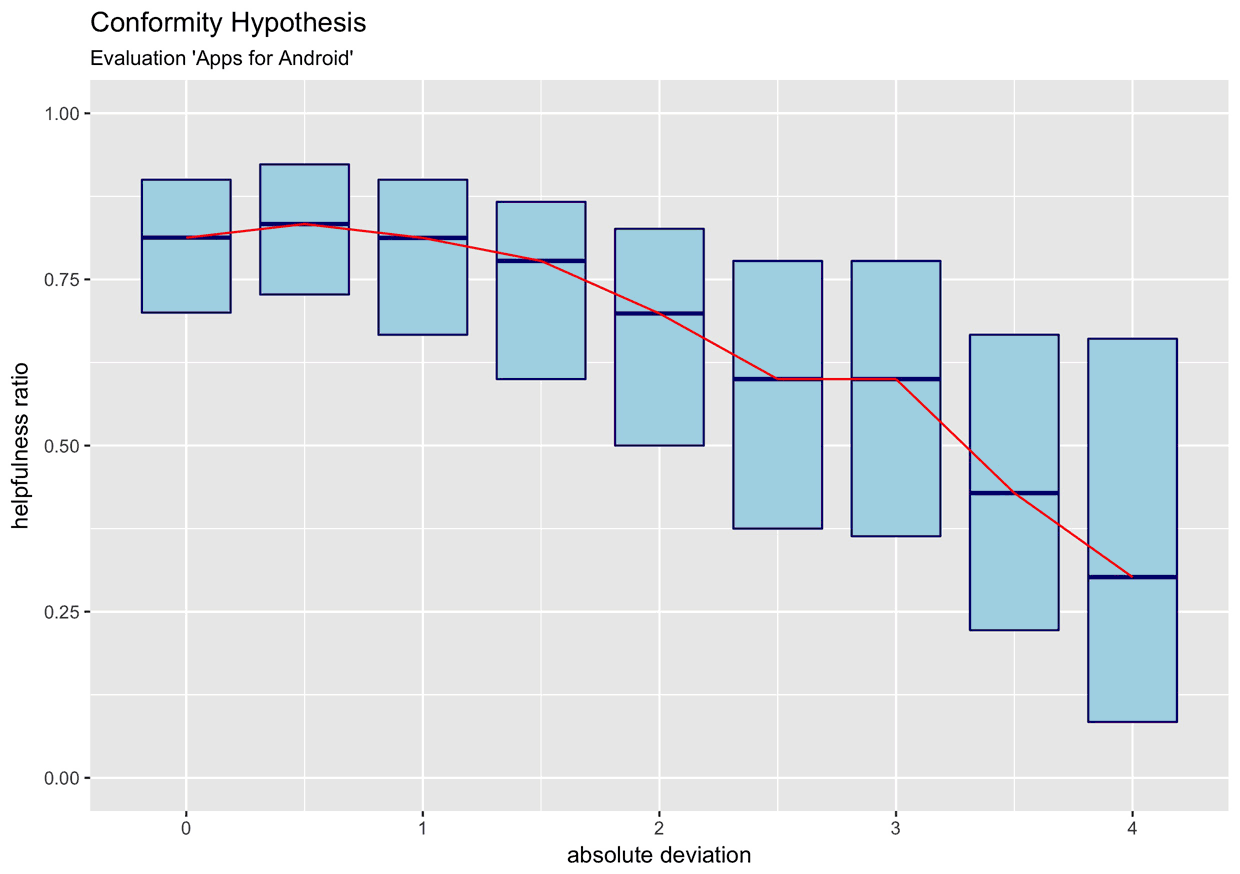 Conformity Hypothesis
Evaluation 'Apps for Android'
1.00
0.75
0.50
0.25
0.00
helpfulness ratio
0 1 2 3 4
absolute deviation